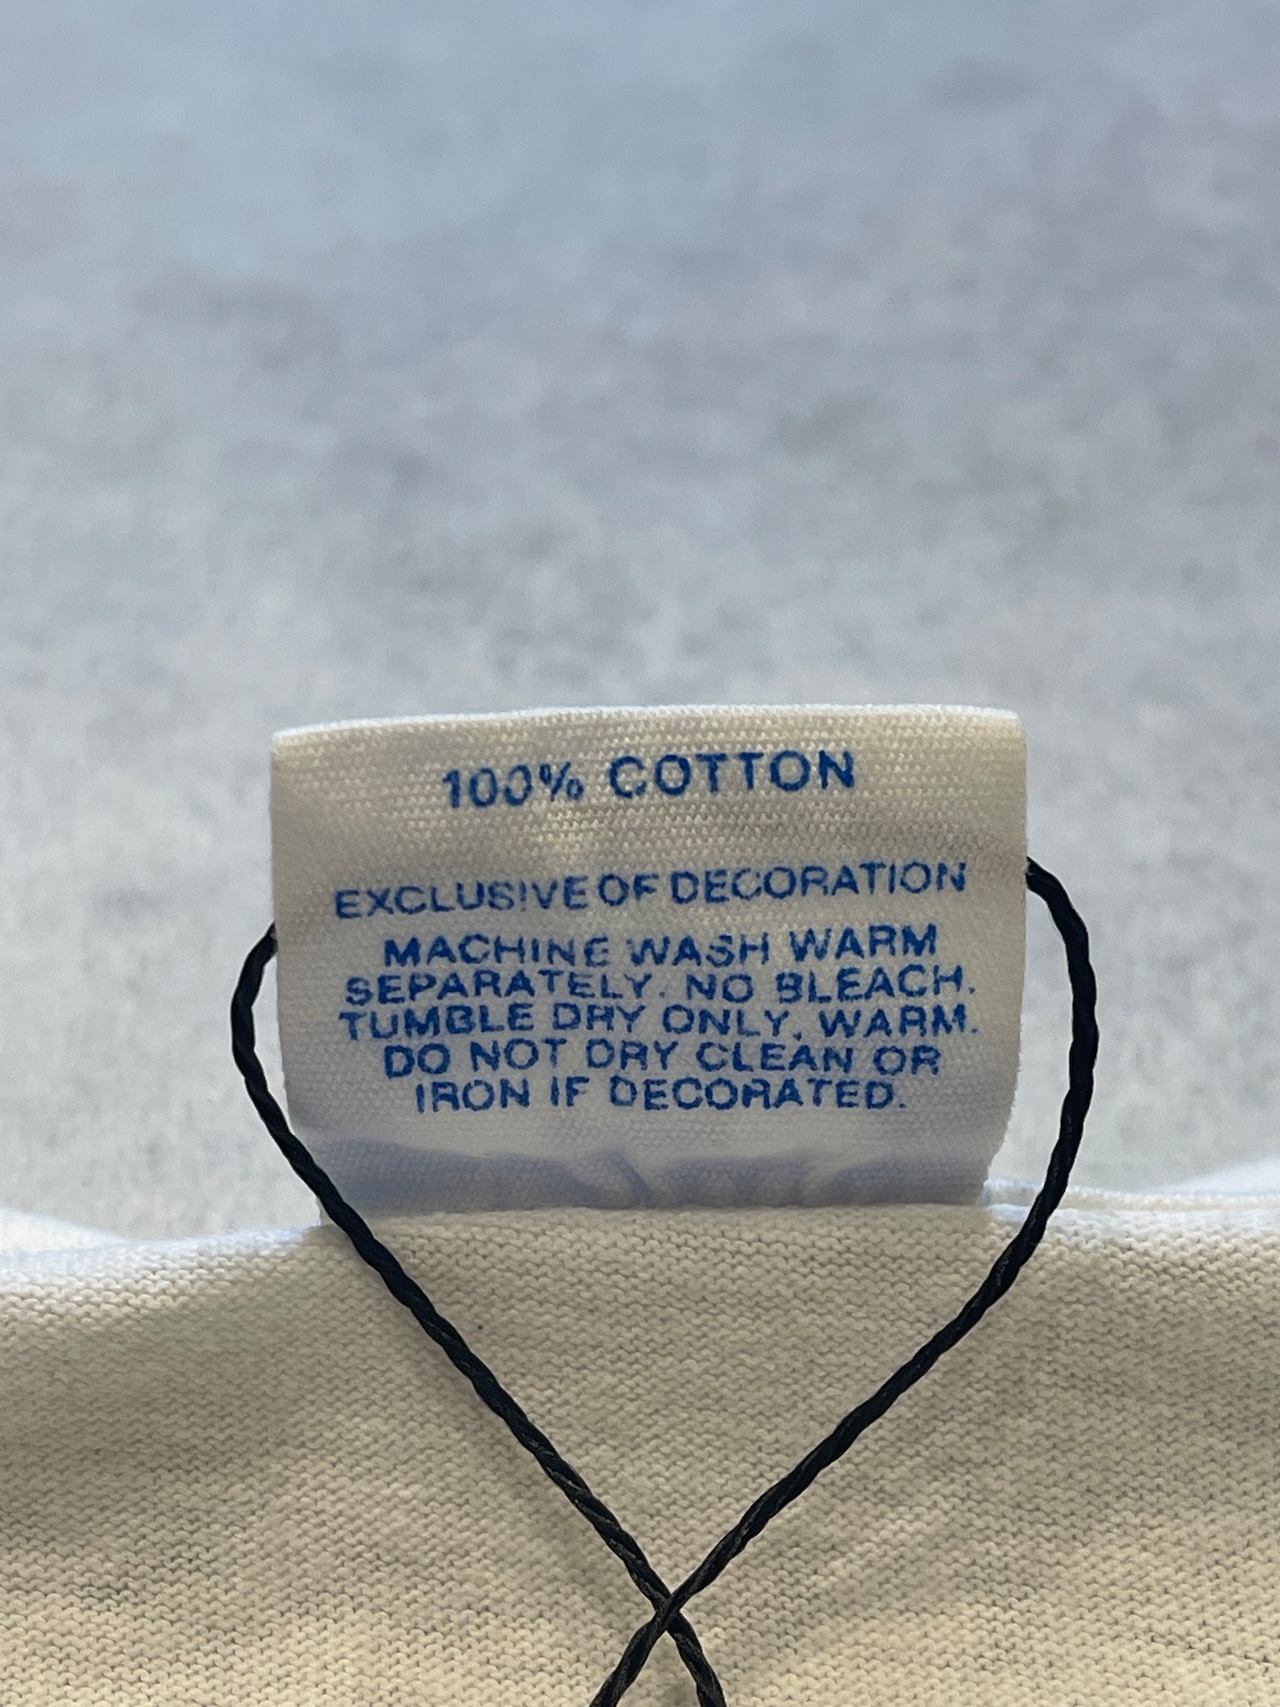 100% COTTON
EXCLUSIVE OF DECORATION
MACHINE WASH WARM
SEPARATELY. NO BLEACH.
TUMBLE DRY ONLY, WARM.
DO NOT DRY CLEAN OR
IRON IF DECORATED.